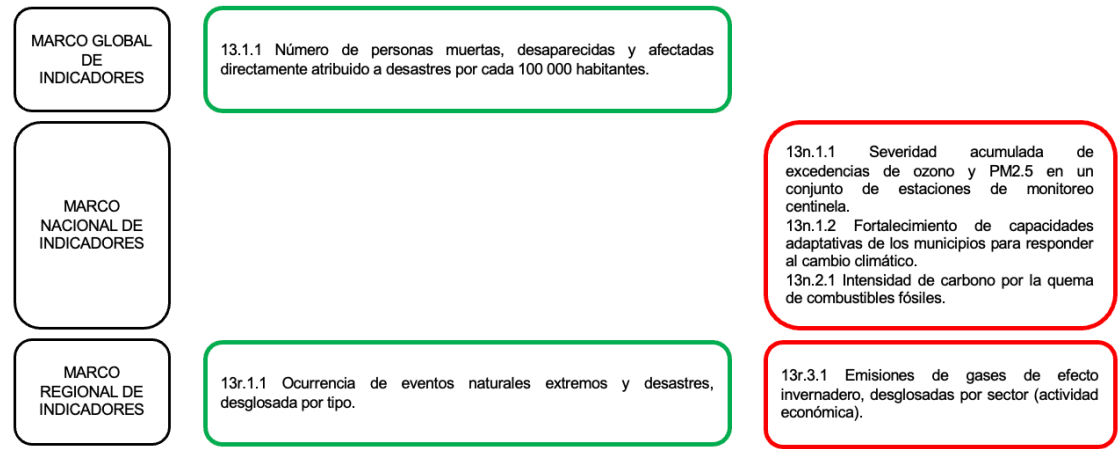 MARCO GLOBAL
DE
INDICADORES
13.1.1 Número de personas muertas, desaparecidas y afectadas
directamente atribuido a desastres por cada 100 000 habitantes.
MARCO
NACIONAL DE
INDICADORES
13n.1.1 Severidad acumulada de
excedencias de ozono y PM2.5 en un
conjunto de estaciones de monitoreo
centinela.
13n.1.2 Fortalecimiento de capacidades
adaptativas de los municipios para responder
al cambio climático.
13n.2.1 Intensidad de carbono por la quema
de combustibles fósiles.
MARCO
REGIONAL DE
INDICADORES
13r.1.1 Ocurrencia de eventos naturales extremos y desastres,
desglosada por tipo.
13r.3.1 Emisiones de gases de efecto
invernadero, desglosadas por sector (actividad
económica).